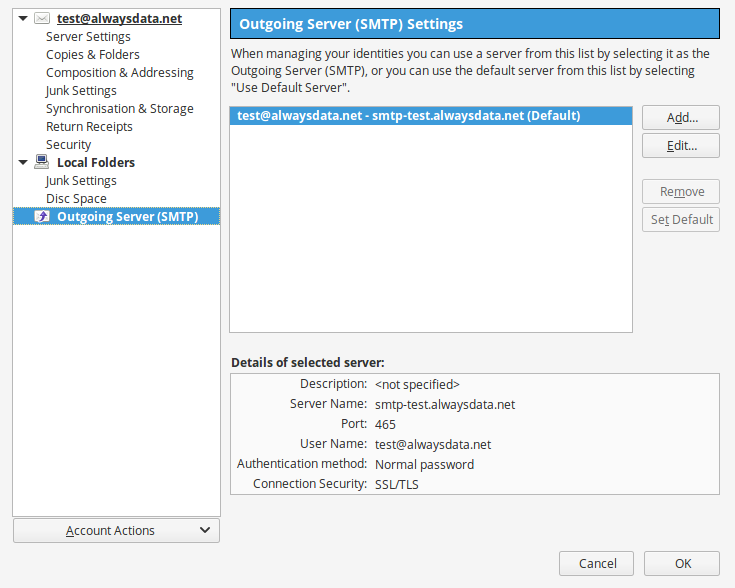 test@alwaysdata.net
Server Settings
Copies & Folders
Composition & Addressing
Junk Settings
Synchronisation & Storage
Return Receipts
Security
Local Folders
Junk Settings
Disc Space
Outgoing Server (SMTP)
Account Actions
Outgoing Server (SMTP) Settings
When managing your identities you can use a server from this list by selecting it as the
Outgoing Server (SMTP), or you can use the default server from this list by selecting
"Use Default Server".
test@alwaysdata.net - smtp-test.alwaysdata.net (Default)
Add...
Edit...
Remove
Set Default
Details of selected server:
Description: <not specified>
Server Name: smtp-test.alwaysdata.net
Port: 465
User Name: test@alwaysdata.net
Authentication method: Normal password
Connection Security: SSL/TLS
Cancel
OK